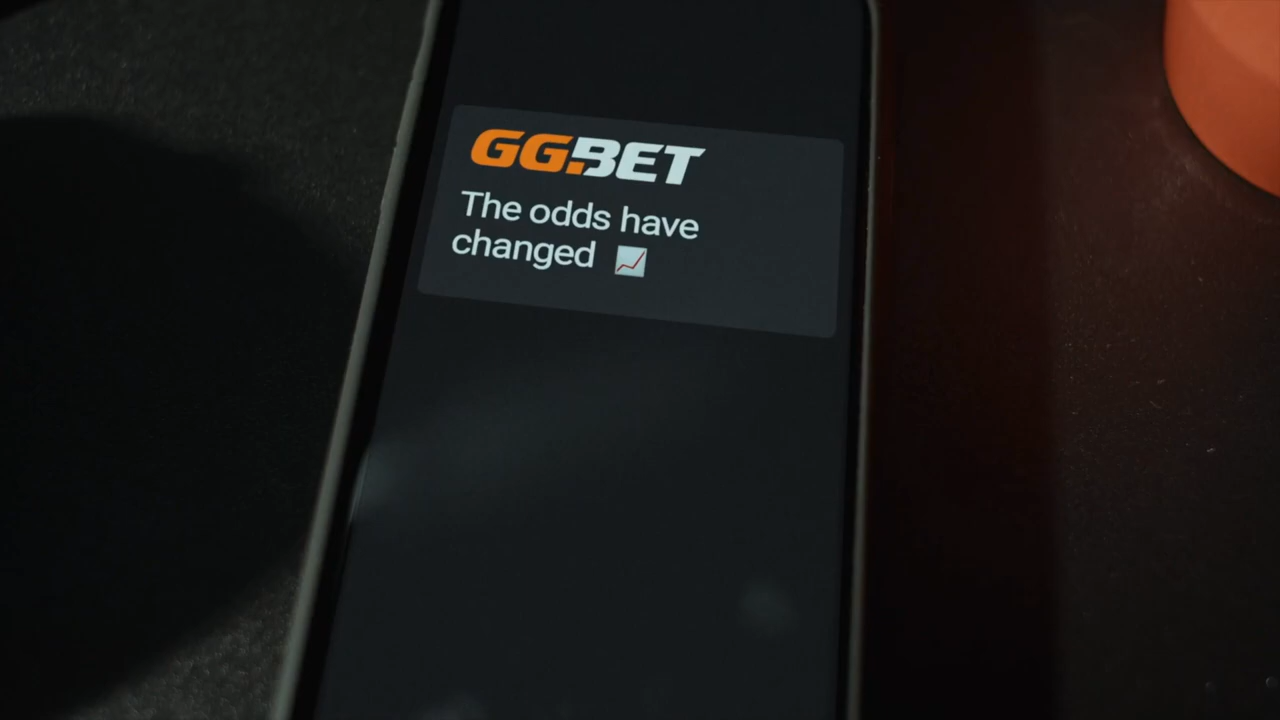 GG.BET
The odds have
changed 📈